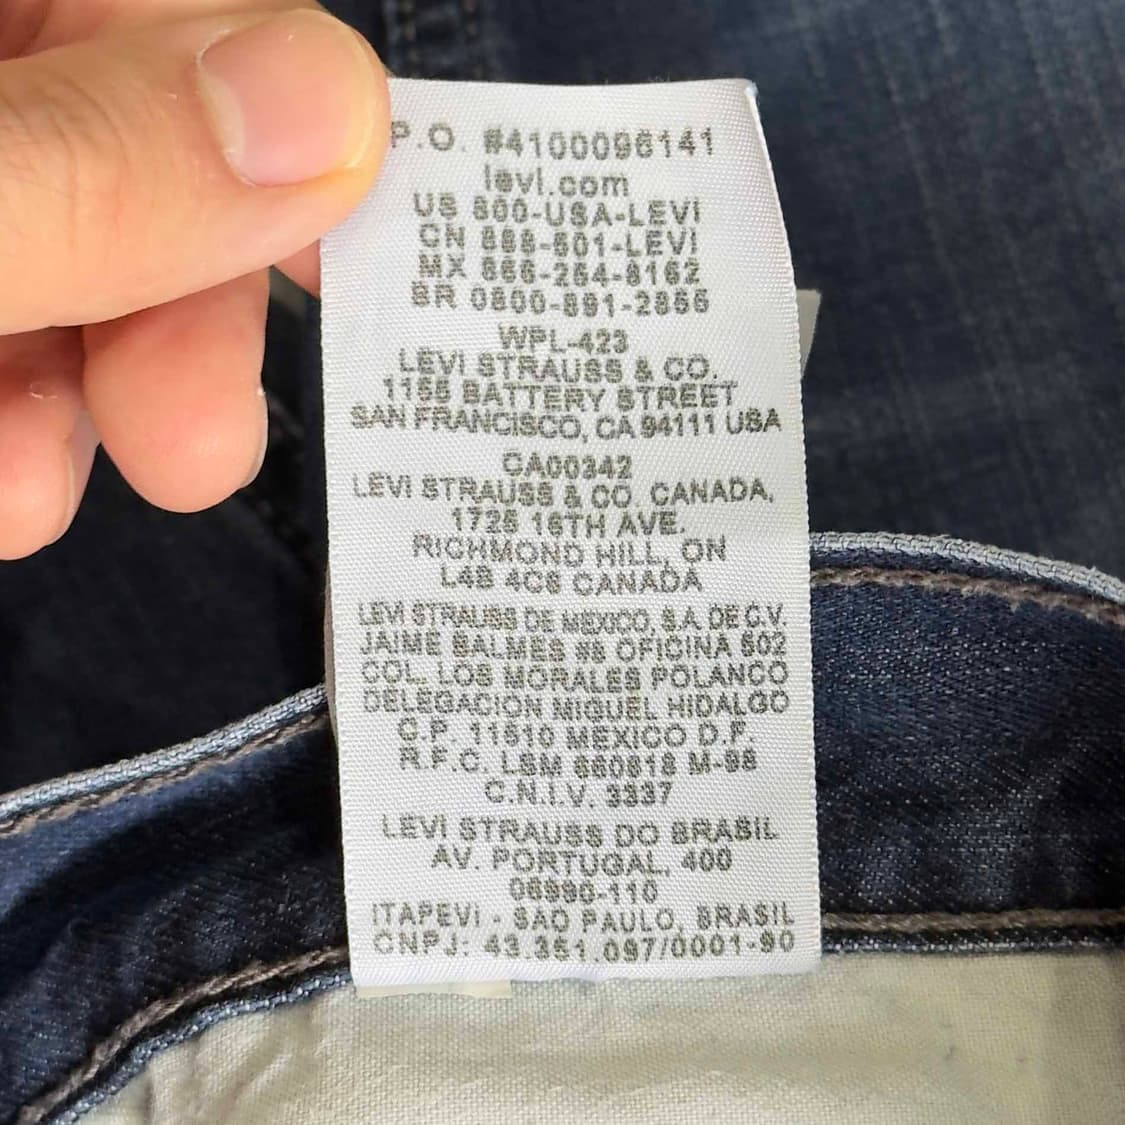 P.O. #4100096141
levi.com
US 800-USA-LEVI
CN 888-501-LEVI
MX 866-264-8162
BR 0800-891-2855
WPL-423
LEVI STRAUSS & CO.
1155 BATTERY STREET
SAN FRANCISCO, CA 94111 USA
CA00342
LEVI STRAUSS & CO. CANADA,
1725 16TH AVE.
RICHMOND HILL, ON
L4B 4C6 CANADA
LEVI STRAUSS DE MEXICO, S.A. DE C.V.
JAIME BALMES #8 OFICINA 502
COL. LOS MORALES POLANCO
DELEGACION MIGUEL HIDALGO
C.P. 11510 MEXICO D.F.
R.F.C. LSM M-98
C.N.I.V. 3337
LEVI STRAUSS DO BRASIL
AV. PORTUGAL, 400
06690-110
ITAPEVI - SAO PAULO, BRASIL
CNPJ: 43.351.097/0001-90